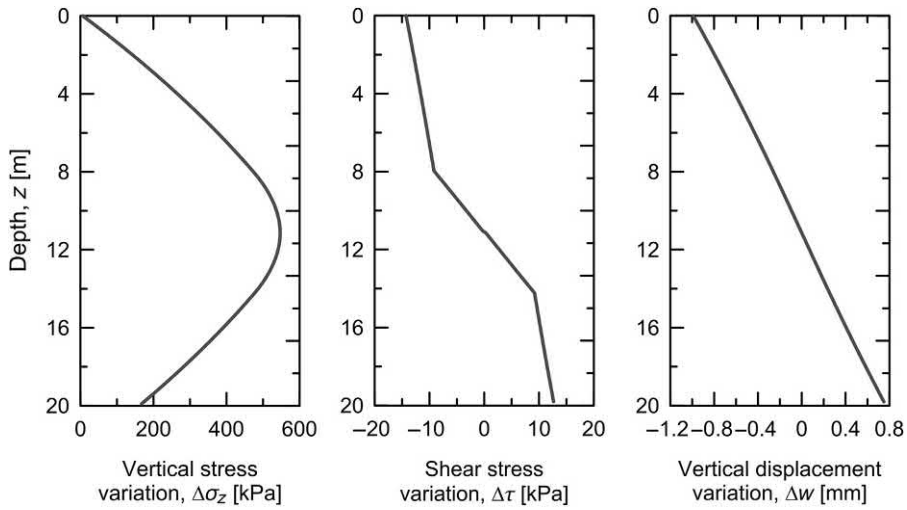 0
4
8
12
16
20
Depth, z [m]
0 200 400 600
Vertical stress
variation, Δσz [kPa]
0
4
8
12
16
20
–20 –10 0 10 20
Shear stress
variation, Δτ [kPa]
0
4
8
12
16
20
–1.2 –0.8 –0.4 0 0.4 0.8
Vertical displacement
variation, Δw [mm]